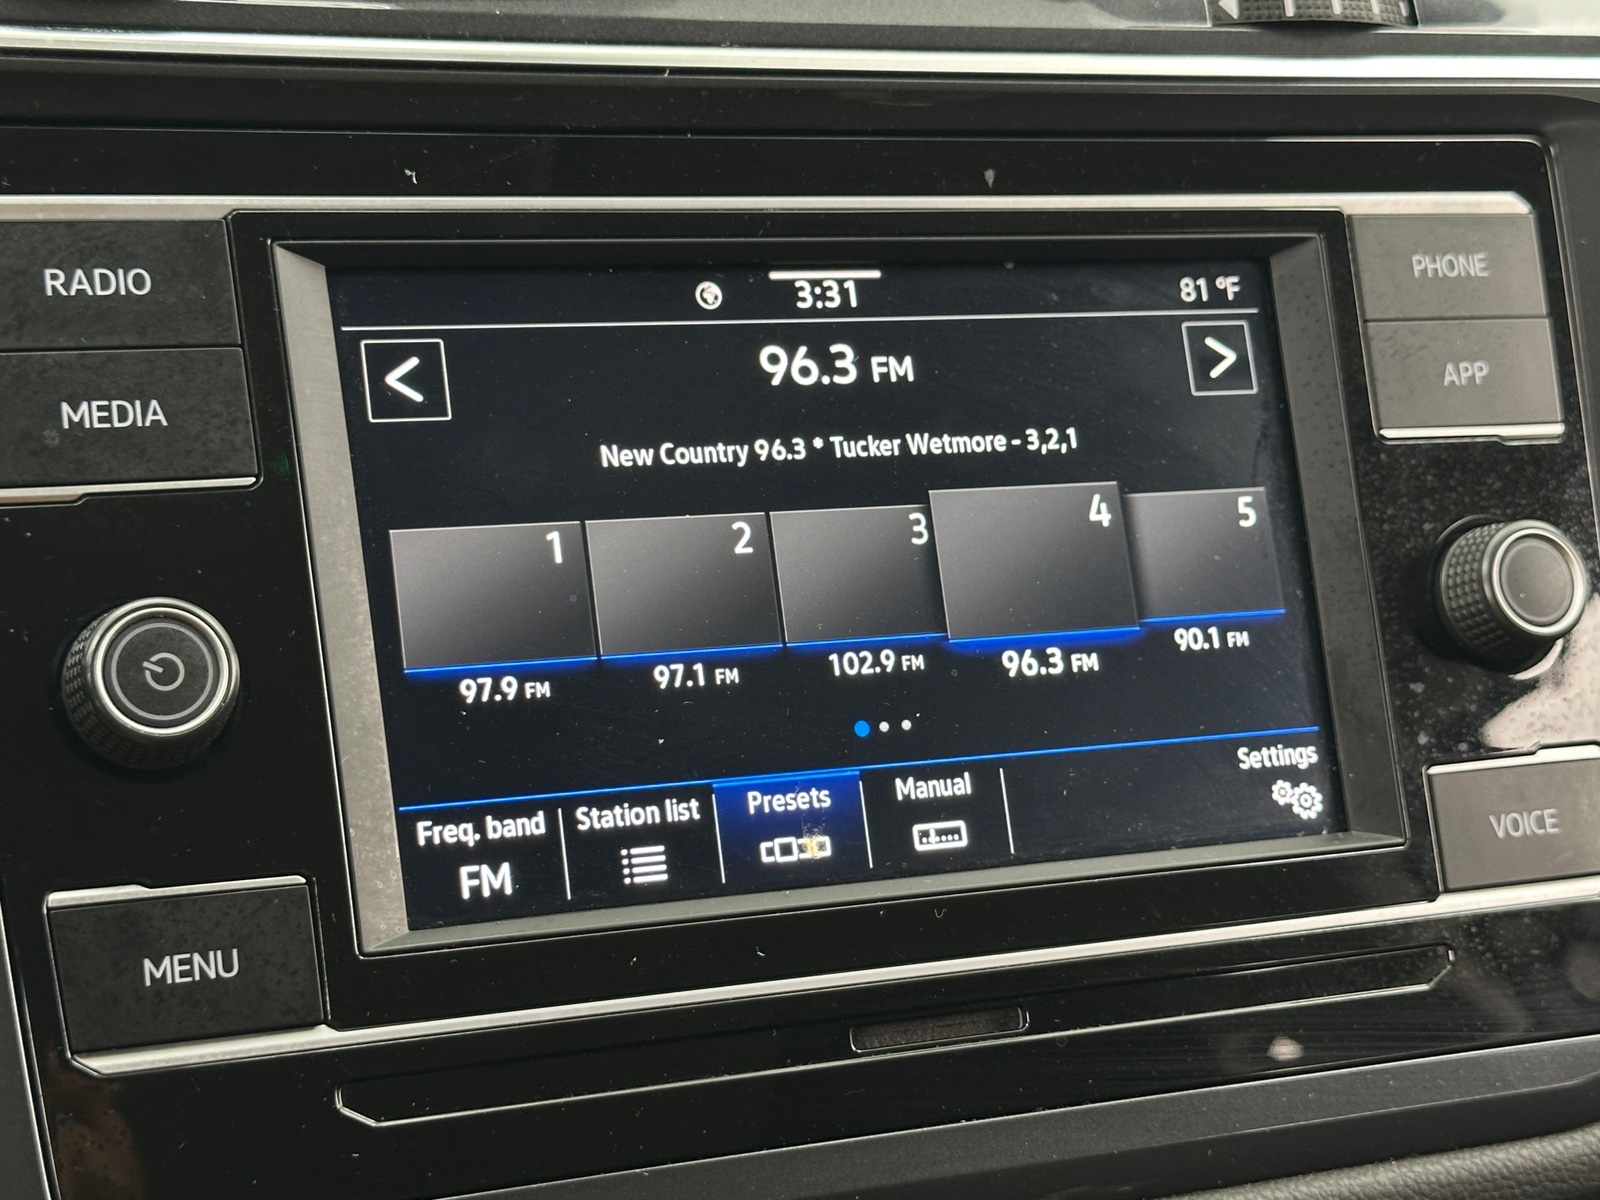 RADIO
MEDIA
MENU
3:31
81 °F
<
96.3 FM
>
New Country 96.3 * Tucker Wetmore - 3,2,1
1
2
3
4
5
97.9 FM
97.1 FM
102.9 FM
96.3 FM
90.1 FM
Freq. band
FM
Station list
Presets
Manual
Settings
PHONE
APP
VOICE